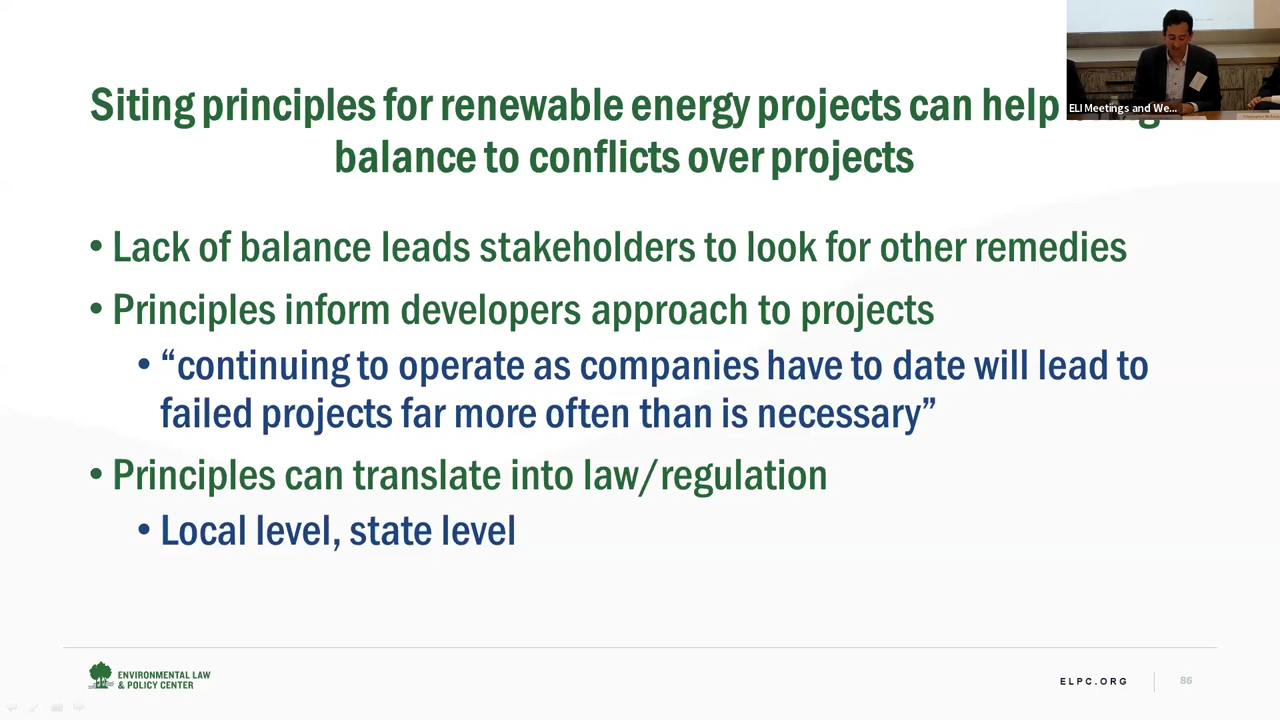 Siting principles for renewable energy projects can help
balance to conflicts over projects
• Lack of balance leads stakeholders to look for other remedies
• Principles inform developers approach to projects
• “continuing to operate as companies have to date will lead to
failed projects far more often than is necessary”
• Principles can translate into law/regulation
• Local level, state level
ELI Meetings and We...
ENVIRONMENTAL LAW
& POLICY CENTER
ELPC.ORG
86